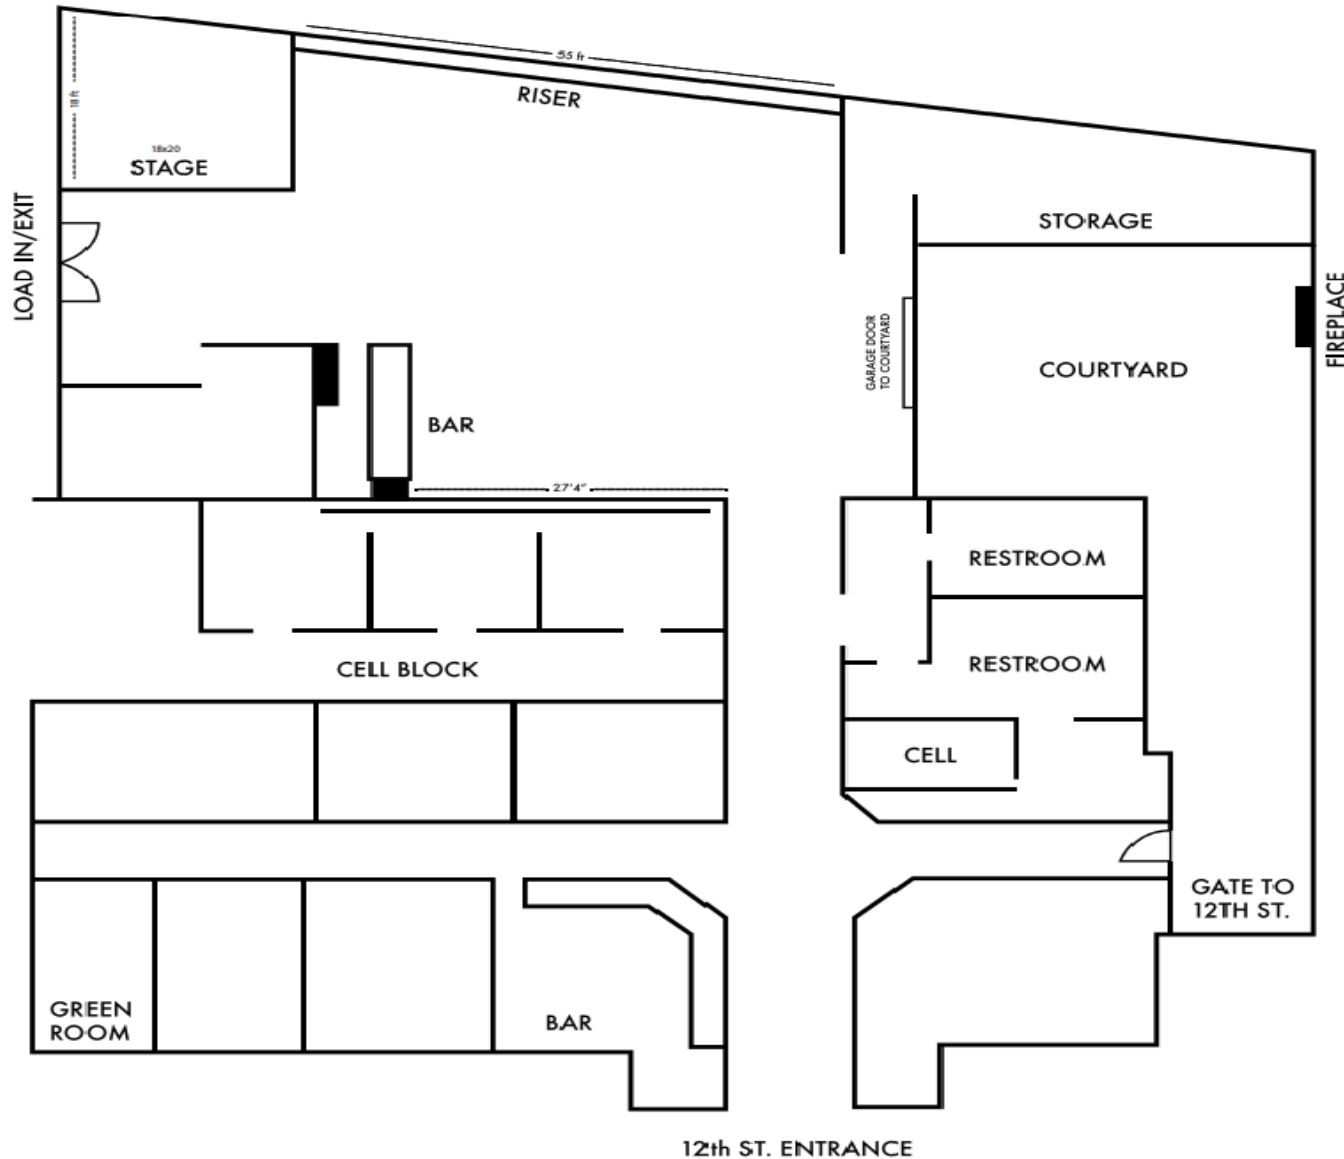 55 ft
RISER
18 ft
18x20
STAGE
LOAD IN/EXIT
STORAGE
FIREPLACE
GARAGE DOOR
TO COURTYARD
COURTYARD
BAR
27'4"
RESTROOM
CELL BLOCK
RESTROOM
CELL
GATE TO
12TH ST.
GREEN
ROOM
BAR
12th ST. ENTRANCE